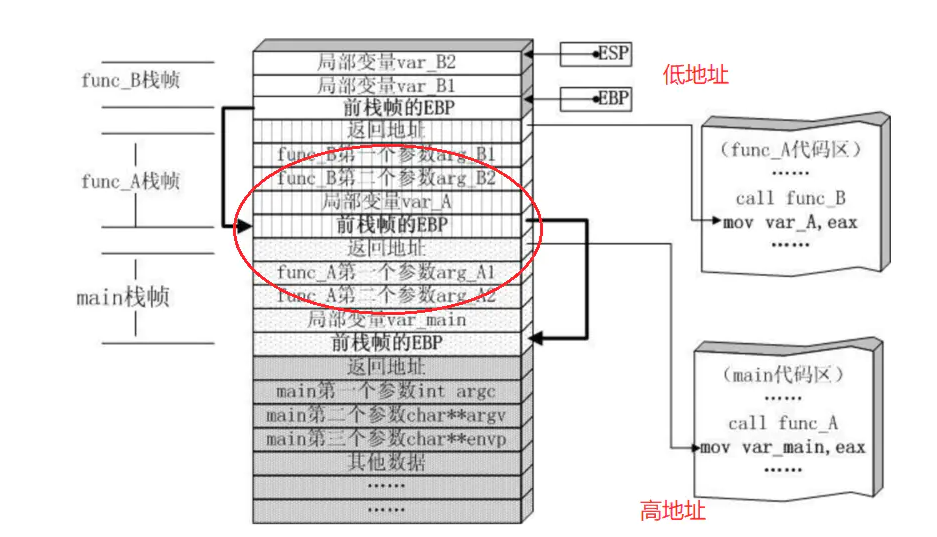 func_B栈帧
func_A栈帧
main栈帧
局部变量var_B2
局部变量var_B1
前栈帧的EBP
返回地址
func_B第一个参数arg_B1
func_B第二个参数arg_B2
局部变量var_A
前栈帧的EBP
返回地址
func_A第一个参数arg_A1
func_A第二个参数arg_A2
局部变量var_main
前栈帧的EBP
返回地址
main第一个参数int argc
main第二个参数char**argv
main第三个参数char**envp
其他数据
……
……
ESP
EBP
低地址
(func_A代码区)
……
call func_B
mov var_A,eax
……
(main代码区)
……
call func_A
mov var_main,eax
……
高地址